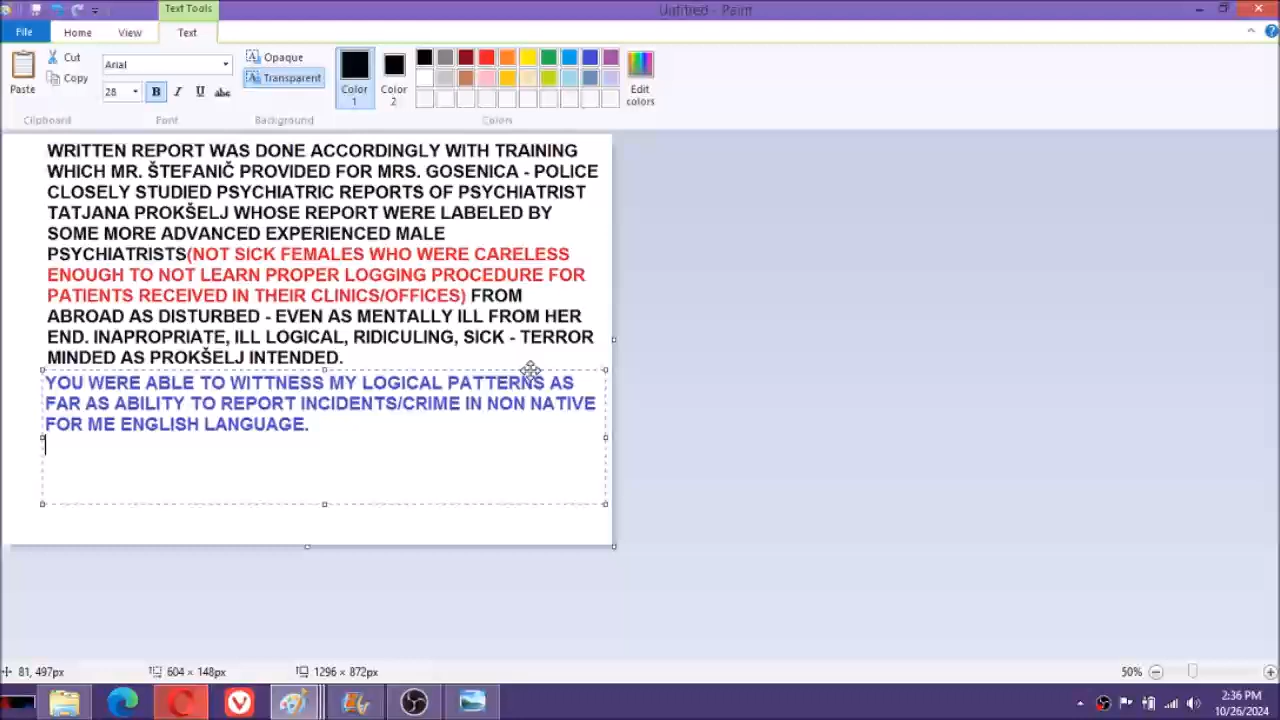 Text Tools
Untitled - Paint
File
Home
View
Text
Paste
Cut
Copy
Clipboard
Arial
28
B
I
U
abc
Font
Opaque
Transparent
Background
Color 1
Color 2
Edit colors
Colors
WRITTEN REPORT WAS DONE ACCORDINGLY WITH TRAINING
WHICH MR. ŠTEFANIČ PROVIDED FOR MRS. GOSENICA - POLICE
CLOSELY STUDIED PSYCHIATRIC REPORTS OF PSYCHIATRIST
TATJANA PROKŠELJ WHOSE REPORT WERE LABELED BY
SOME MORE ADVANCED EXPERIENCED MALE
PSYCHIATRISTS(NOT SICK FEMALES WHO WERE CARELESS
ENOUGH TO NOT LEARN PROPER LOGGING PROCEDURE FOR
PATIENTS RECEIVED IN THEIR CLINICS/OFFICES) FROM
ABROAD AS DISTURBED - EVEN AS MENTALLY ILL FROM HER
END. INAPROPRIATE, ILL LOGICAL, RIDICULING, SICK - TERROR
MINDED AS PROKŠELJ INTENDED.
YOU WERE ABLE TO WITTNESS MY LOGICAL PATTERNS AS
FAR AS ABILITY TO REPORT INCIDENTS/CRIME IN NON NATIVE
FOR ME ENGLISH LANGUAGE.
81, 497px
604 × 148px
1296 × 872px
50%
2:36 PM
10/26/2024